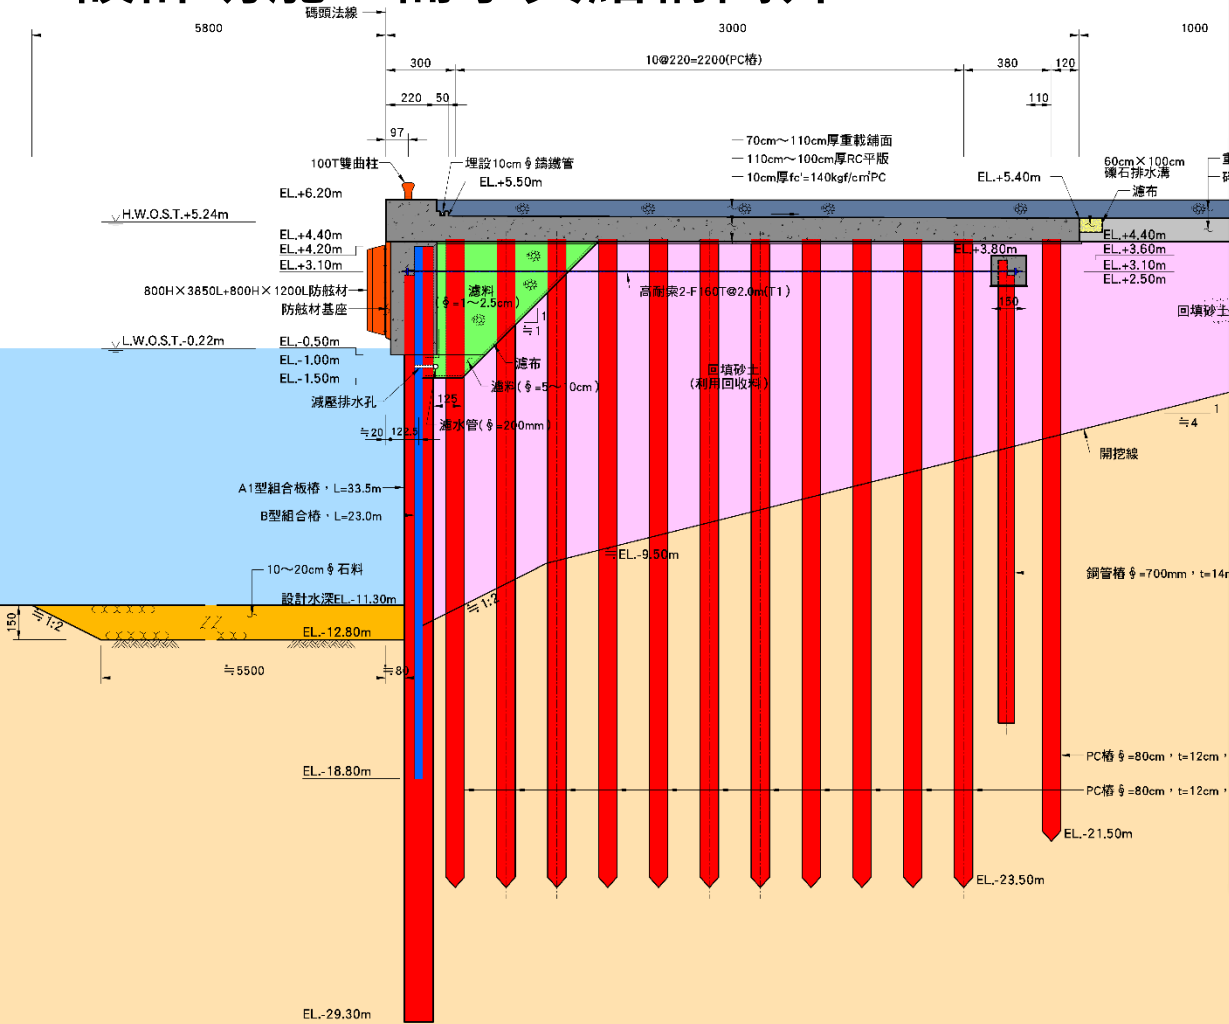 碼頭法線
5800
3000
1000
300
10@220=2200(PC樁)
380
120
220
50
110
97
70cm～110cm厚重載鋪面
110cm～100cm厚RC平版
10cm厚fc'=140kgf/c㎡PC
100T雙曲柱
埋設10cm∮鑄鐵管
EL.+5.50m
EL.+6.20m
EL.+5.40m
60cm×100cm
礫石排水溝
濾布
H.W.O.S.T.+5.24m
EL.+4.40m
EL.+4.20m
EL.+3.10m
EL.+3.80m
EL.+4.40m
EL.+3.60m
EL.+3.10m
EL.+2.50m
800H×3850L+800H×1200L防舷材
防舷材基座
濾料
(∮=1～2.5cm)
高耐索2-F160T@2.0m(T1)
150
回填砂土
1
≒1
L.W.O.S.T.-0.22m
EL.-0.50m
EL.-1.00m
EL.-1.50m
濾布
濾料(∮=5～10cm)
回填砂土
(利用回收料)
減壓排水孔
125
濾水管(∮=200mm)
≒20
122.5
1
≒4
開挖線
A1型組合板樁，L=33.5m
B型組合樁，L=23.0m
≒EL.-9.50m
10～20cm∮石料
鋼管樁∮=700mm，t=14m
設計水深EL.-11.30m
≒1:2
≒1:2
150
EL.-12.80m
≒5500
≒80
EL.-18.80m
PC樁∮=80cm，t=12cm，
PC樁∮=80cm，t=12cm，
EL.-21.50m
EL.-23.50m
EL.-29.30m